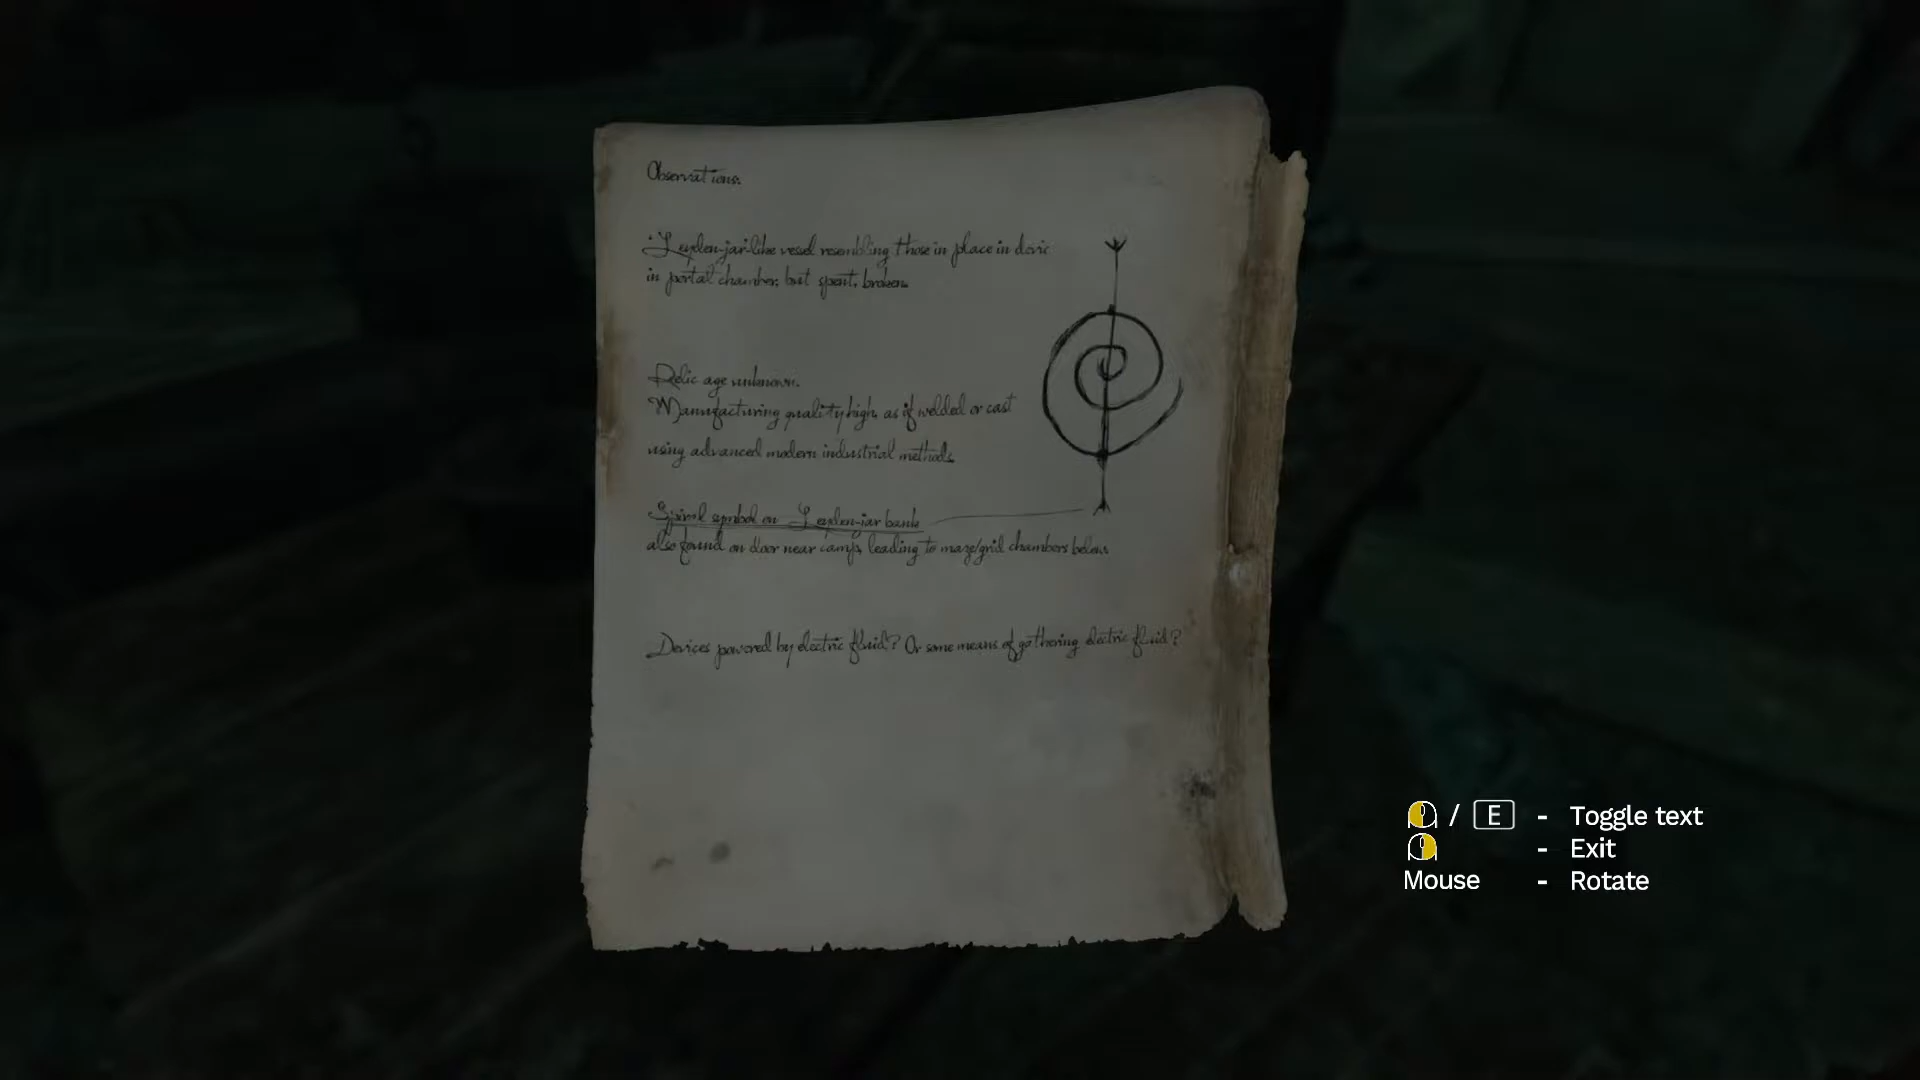 Observations:
• Leyden-jar-like vessel resembling those in place in
in portal chamber, but spent, broken.
Relic age unknown.
Manufacturing quality high, as if welded or cast
using advanced modern industrial methods.
Spiral symbol on Leyden-jar bank
also found on door near camp, leading to maze/grid chambers below.
Devices powered by electric fluid? Or some means of gathering electric fluid?
/ E - Toggle text
- Exit
Mouse - Rotate